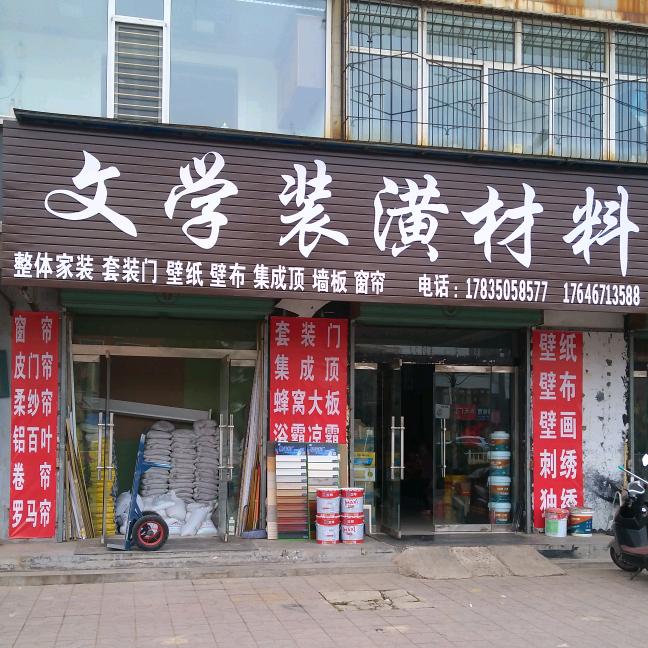 文学装潢材料
整体家装 套装门 壁纸 壁布 集成顶 墙板 窗帘 电话：17835058577 17646713588
窗帘
皮门帘
柔纱帘
铝百叶
卷帘
罗马帘
套装门
集成顶
蜂窝大板
浴霸凉霸
壁纸
壁布
壁画
刺绣
独绣